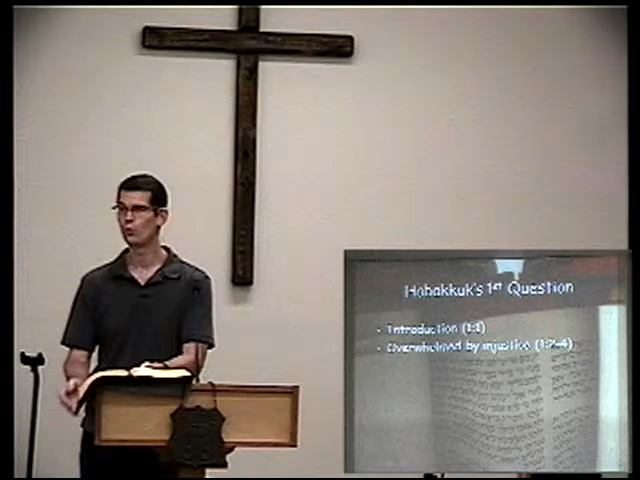 Habakkuk's 1st Question
- Introduction (1:1)
- Overwhelmed by injustice (1:2-4)